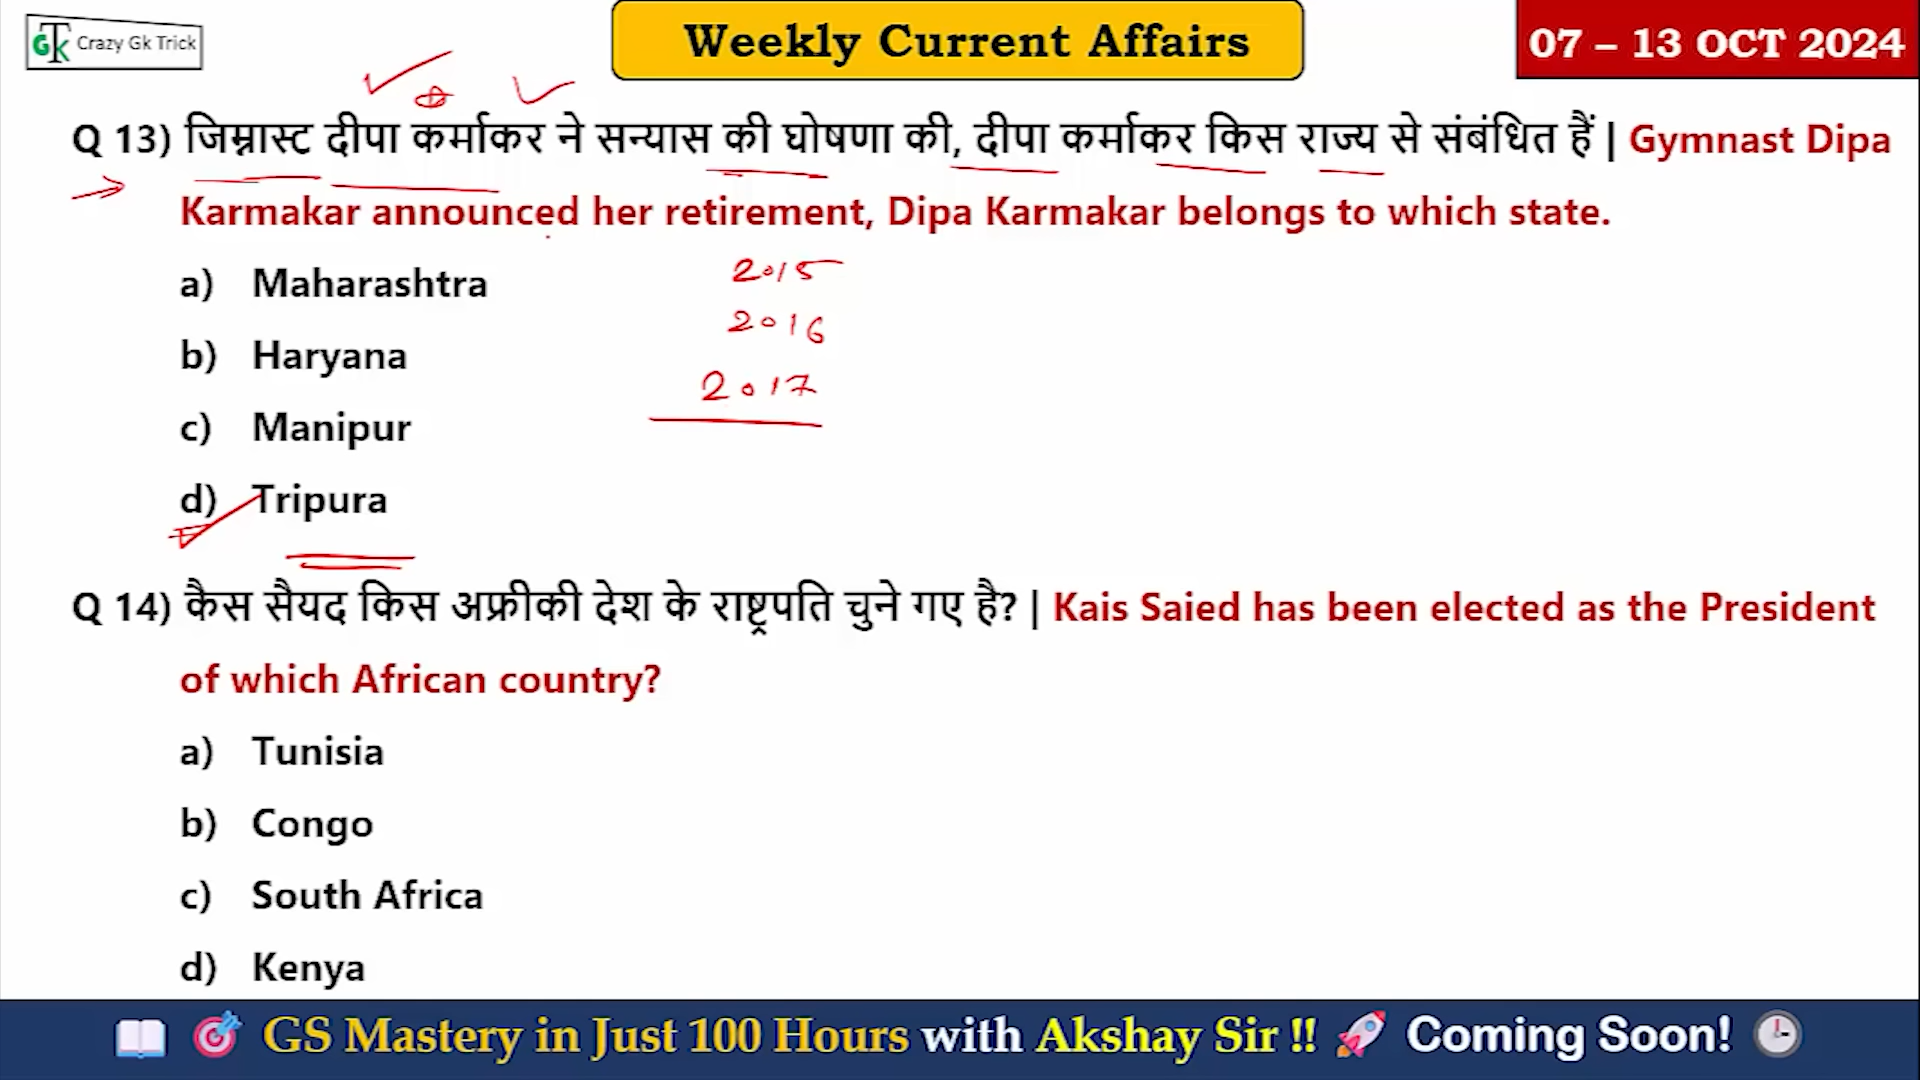 GTK Crazy Gk Trick
Weekly Current Affairs
07 – 13 OCT 2024
Q 13) जिम्नास्ट दीपा कर्माकर ने सन्यास की घोषणा की, दीपा कर्माकर किस राज्य से संबंधित हैं | Gymnast Dipa
Karmakar announced her retirement, Dipa Karmakar belongs to which state.
a) Maharashtra
b) Haryana
c) Manipur
d) Tripura
2015
2016
2017
Q 14) कैस सैयद किस अफ्रीकी देश के राष्ट्रपति चुने गए है? | Kais Saied has been elected as the President
of which African country?
a) Tunisia
b) Congo
c) South Africa
d) Kenya
GS Mastery in Just 100 Hours with Akshay Sir !! Coming Soon!